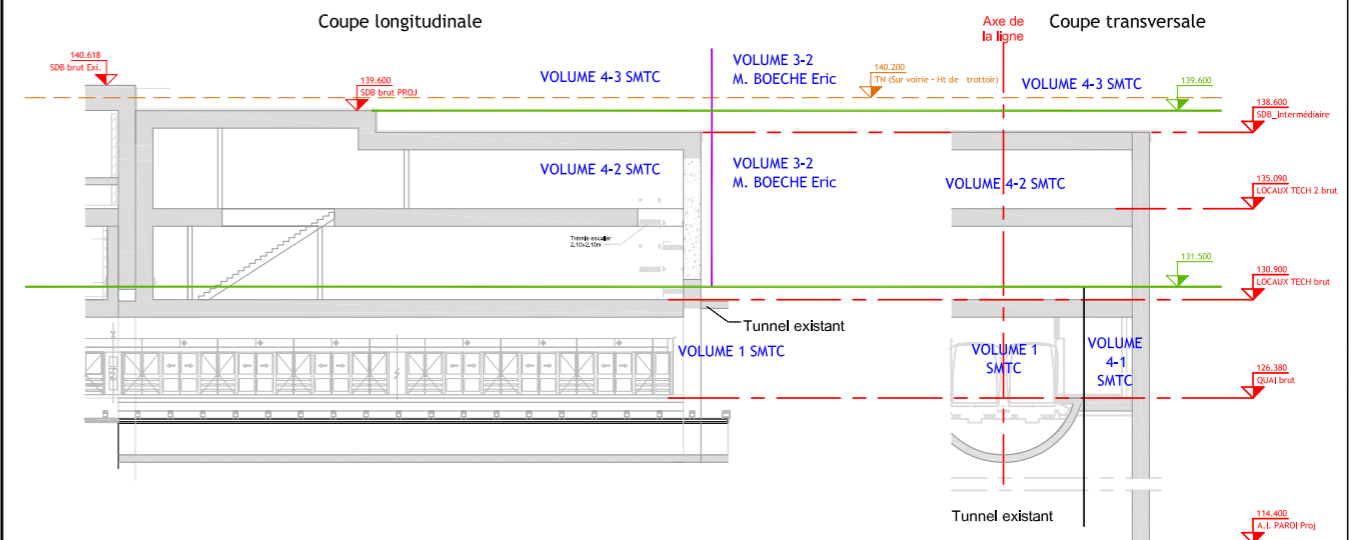 Coupe longitudinale
Axe de
la ligne
Coupe transversale
140.618
SDB brut Exi.
139.600
SDB brut PROJ
VOLUME 4-3 SMTC
VOLUME 3-2
M. BOECHE Eric
140.200
TN (Sur voirie - Ht de trottoir)
VOLUME 4-3 SMTC
139.600
138.600
SDB_Intermédiaire
VOLUME 4-2 SMTC
VOLUME 3-2
M. BOECHE Eric
VOLUME 4-2 SMTC
135.090
LOCAUX TECH 2 brut
Trémie escalier
2.10x2.10m
131.500
130.900
LOCAUX TECH brut
Tunnel existant
VOLUME 1 SMTC
VOLUME 1
SMTC
VOLUME
4-1
SMTC
126.380
QUAI brut
Tunnel existant
114.400
A.I. PAROI Proj